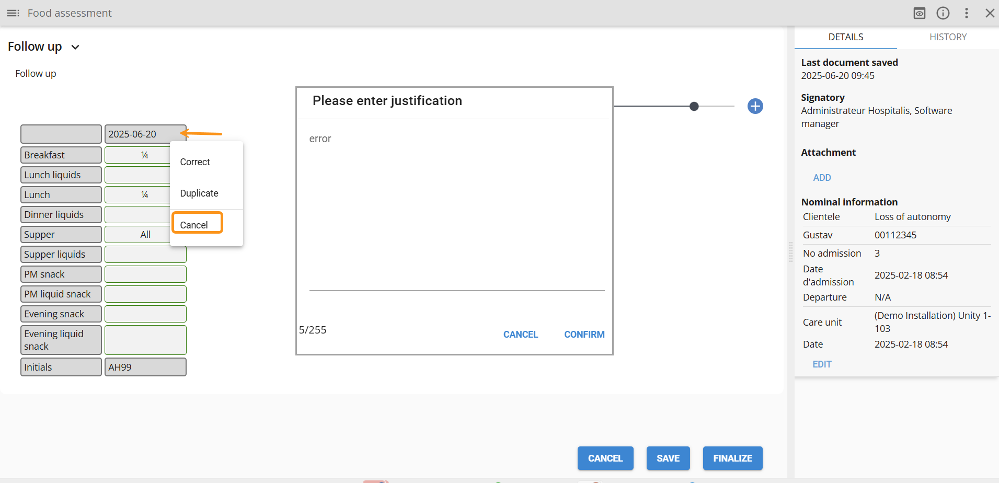 Food assessment
Follow up
Follow up
2025-06-20
Breakfast ¼
Lunch liquids
Lunch ¼
Dinner liquids
Supper All
Supper liquids
PM snack
PM liquid snack
Evening snack
Evening liquid
snack
Initials AH99
Correct
Duplicate
Cancel
Please enter justification
error
5/255
CANCEL CONFIRM
CANCEL SAVE FINALIZE
DETAILS HISTORY
Last document saved
2025-06-20 09:45
Signatory
Administrateur Hospitalis, Software
manager
Attachment
ADD
Nominal information
Clientele Loss of autonomy
Gustav 00112345
No admission 3
Date
d'admission 2025-02-18 08:54
Departure N/A
Care unit (Demo Installation) Unity 1-
103
Date 2025-02-18 08:54
EDIT